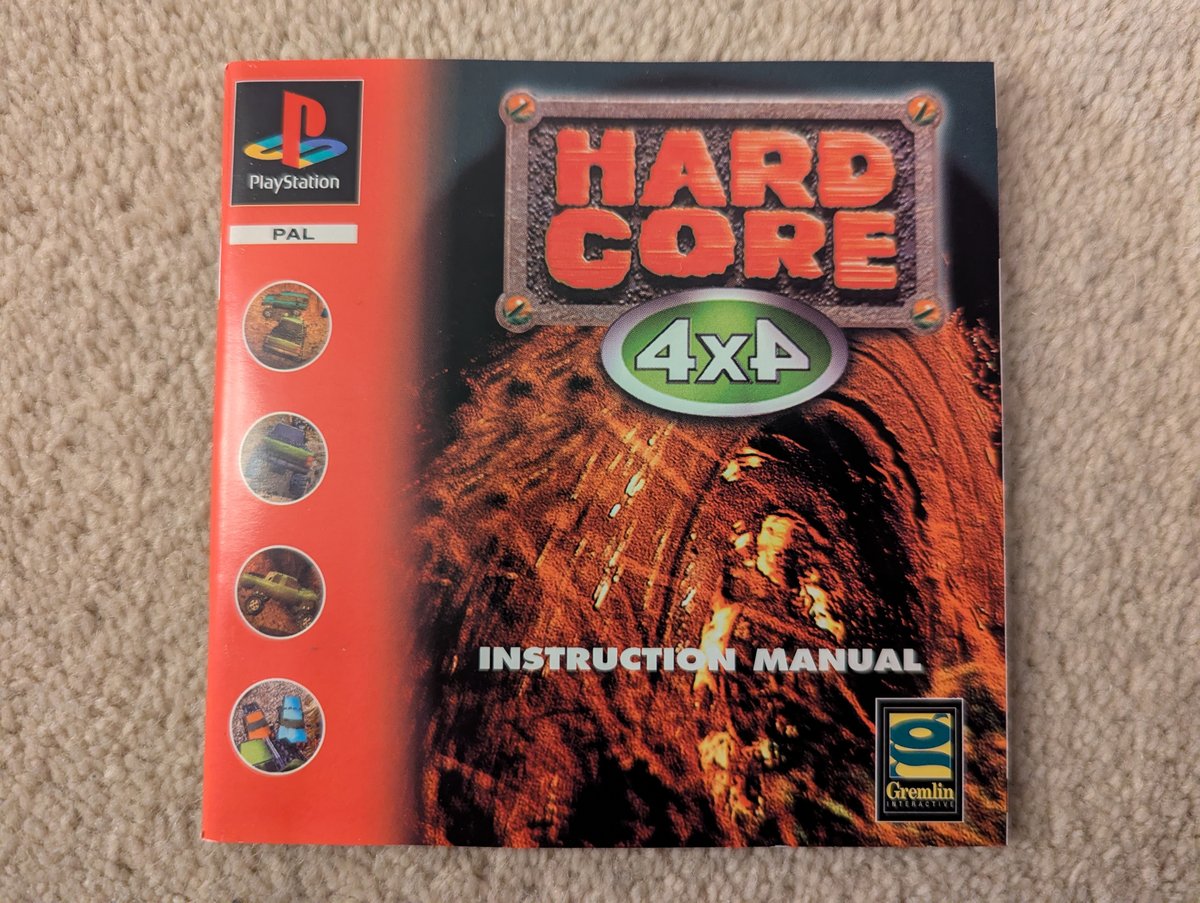 PlayStation
PAL
HARD
CORE
4x4
INSTRUCTION MANUAL
Gremlin
INTERACTIVE